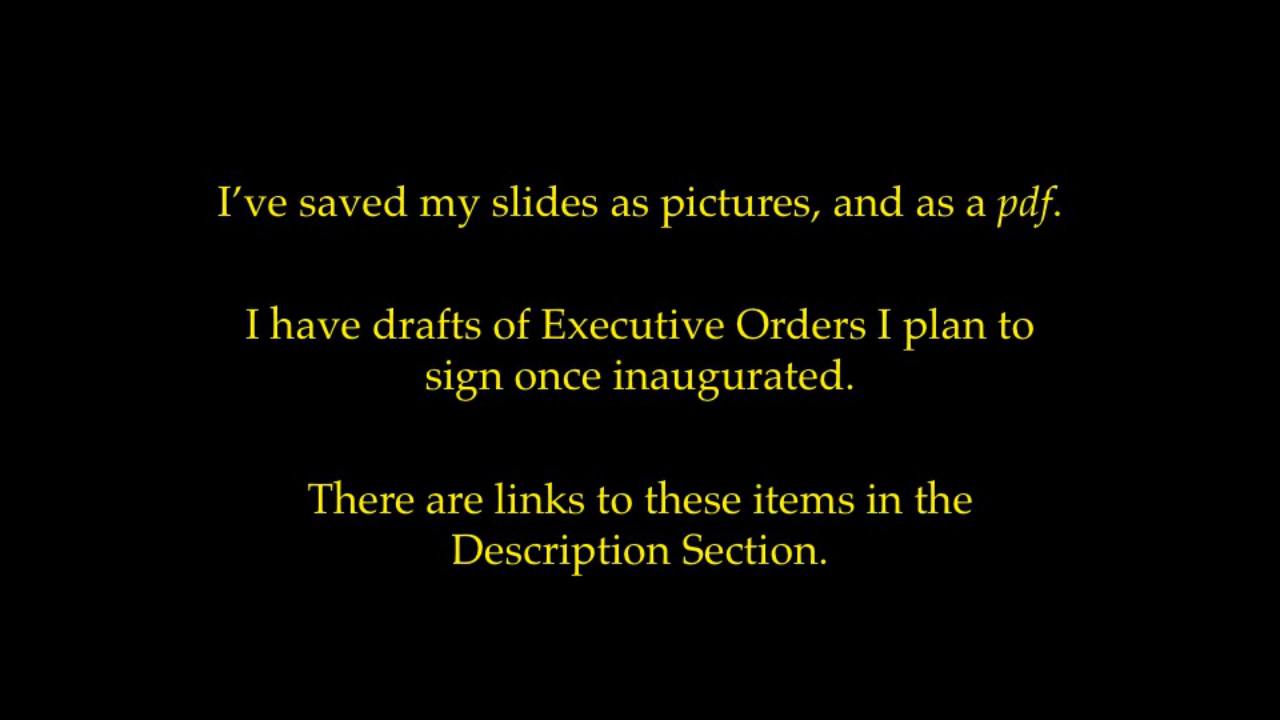 I’ve saved my slides as pictures, and as a pdf.
I have drafts of Executive Orders I plan to
sign once inaugurated.
There are links to these items in the
Description Section.